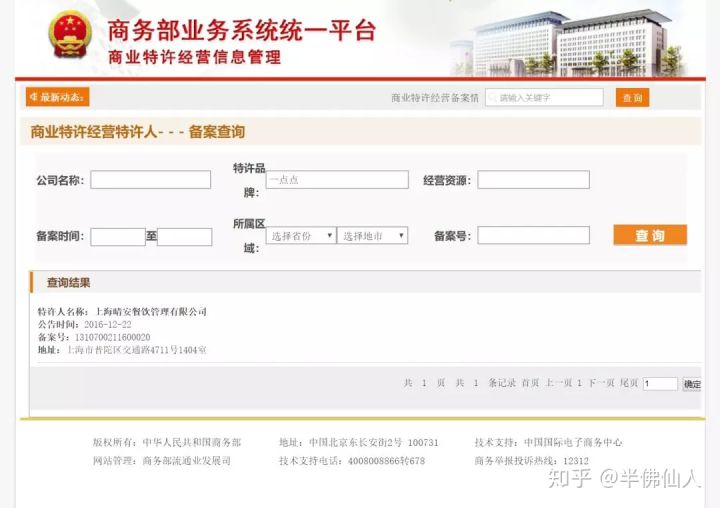 商务部业务系统统一平台
商业特许经营信息管理
最新动态：
商业特许经营备案情
请输入关键字
查询
商业特许经营特许人- - - 备案查询
公司名称：
特许品牌：
一点点
经营资源：
备案时间：
至
所属区域：
选择省份
选择地市
备案号：
查 询
查询结果
特许人名称：上海晴安餐饮管理有限公司
公告时间：2016-12-22
备案号：1310700211600020
地址：上海市普陀区交通路4711号1404室
共 1 页 共 1 条记录 首页 上一页 1 下一页 尾页 1 确定
版权所有：中华人民共和国商务部 地址：中国北京东长安街2号 100731 技术支持：中国国际电子商务中心
网站管理：商务部流通业发展司 技术支持电话：4008008866转678 商务举报投诉热线：12312
知乎 @半佛仙人